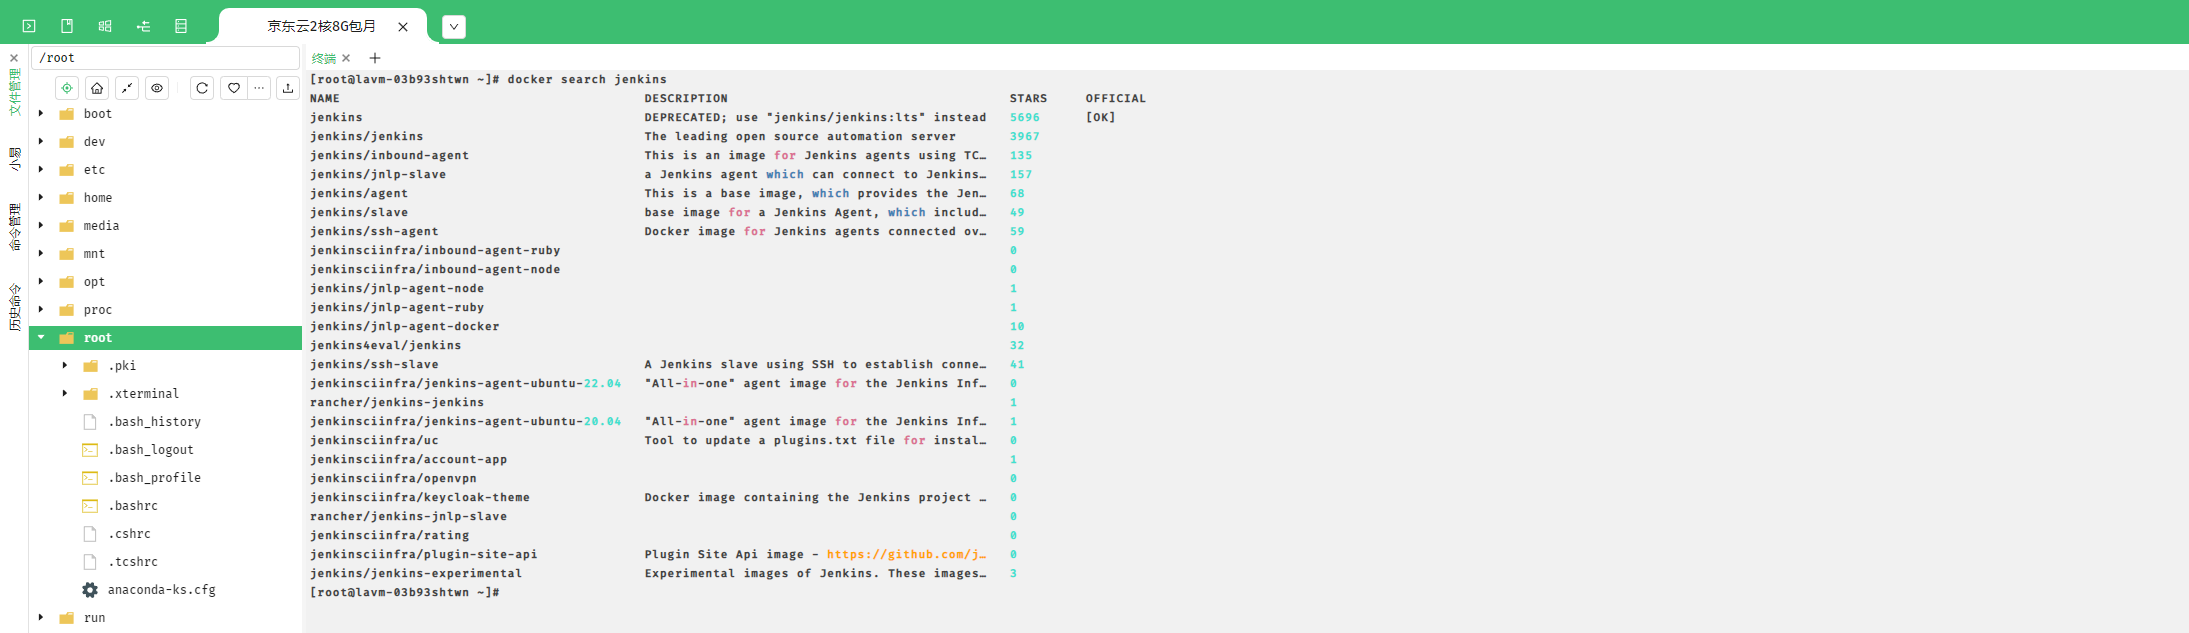 京东云2核8G包月
文件管理
小易
命令管理
历史命令
/root
boot
dev
etc
home
media
mnt
opt
proc
root
.pki
.xterminal
.bash_history
.bash_logout
.bash_profile
.bashrc
.cshrc
.tcshrc
anaconda-ks.cfg
run
终端
[root@lavm-03b93shtwn ~]# docker search jenkins
NAME DESCRIPTION STARS OFFICIAL
jenkins DEPRECATED; use "jenkins/jenkins:lts" instead 5696 [OK]
jenkins/jenkins The leading open source automation server 3967
jenkins/inbound-agent This is an image for Jenkins agents using TC… 135
jenkins/jnlp-slave a Jenkins agent which can connect to Jenkins… 157
jenkins/agent This is a base image, which provides the Jen… 68
jenkins/slave base image for a Jenkins Agent, which includ… 49
jenkins/ssh-agent Docker image for Jenkins agents connected ov… 59
jenkinsciinfra/inbound-agent-ruby 0
jenkinsciinfra/inbound-agent-node 0
jenkins/jnlp-agent-node 1
jenkins/jnlp-agent-ruby 1
jenkins/jnlp-agent-docker 10
jenkins4eval/jenkins 32
jenkins/ssh-slave A Jenkins slave using SSH to establish conne… 41
jenkinsciinfra/jenkins-agent-ubuntu-22.04 "All-in-one" agent image for the Jenkins Inf… 0
rancher/jenkins-jenkins 1
jenkinsciinfra/jenkins-agent-ubuntu-20.04 "All-in-one" agent image for the Jenkins Inf… 1
jenkinsciinfra/uc Tool to update a plugins.txt file for instal… 0
jenkinsciinfra/account-app 1
jenkinsciinfra/openvpn 0
jenkinsciinfra/keycloak-theme Docker image containing the Jenkins project … 0
rancher/jenkins-jnlp-slave 0
jenkinsciinfra/rating 0
jenkinsciinfra/plugin-site-api Plugin Site Api image - https://github.com/j… 0
jenkins/jenkins-experimental Experimental images of Jenkins. These images… 3
[root@lavm-03b93shtwn ~]#